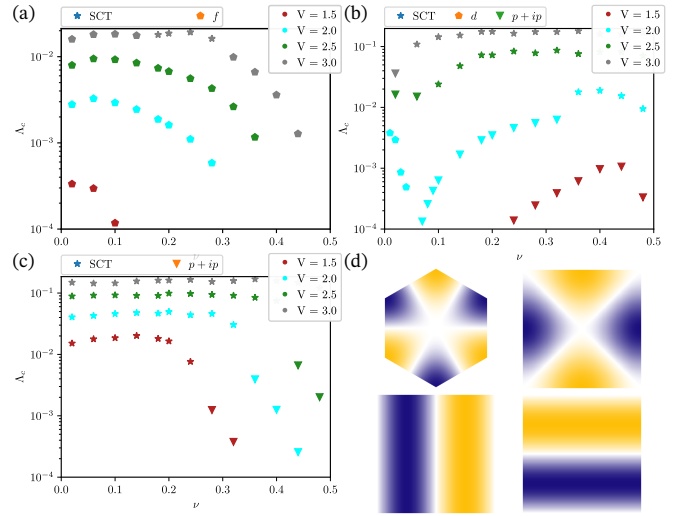 (a)
SCT
f
V = 1.5
V = 2.0
V = 2.5
V = 3.0
10⁻²
10⁻³
10⁻⁴
Λ_c
0.0 0.1 0.2 0.3 0.4 0.5
(b)
SCT
d
p + ip
V = 1.5
V = 2.0
V = 2.5
V = 3.0
10⁻¹
10⁻²
10⁻³
10⁻⁴
Λ_c
0.0 0.1 0.2 0.3 0.4 0.5
ν
(c)
SCT
p + ip
V = 1.5
V = 2.0
V = 2.5
V = 3.0
10⁻¹
10⁻²
10⁻³
10⁻⁴
Λ_c
0.0 0.1 0.2 0.3 0.4 0.5
ν
(d)